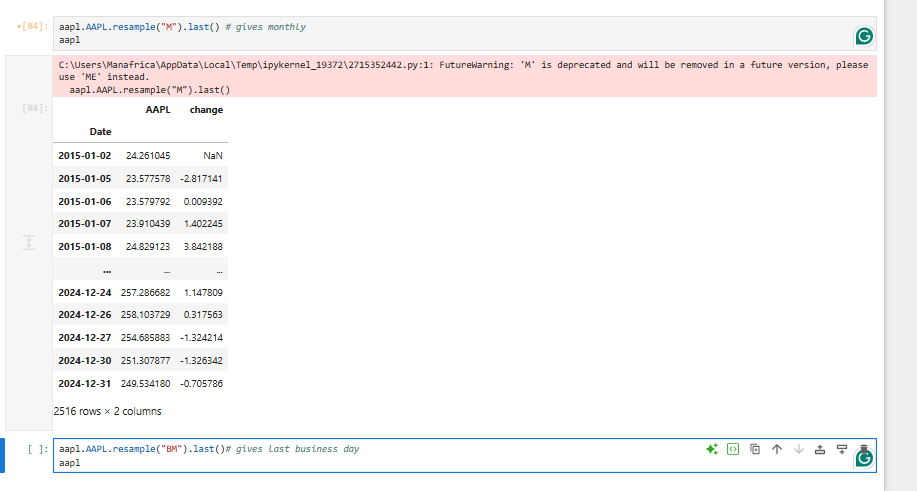 [84]: aapl.AAPL.resample("M").last() # gives monthly
aapl
C:\Users\Manafrica\AppData\Local\Temp\ipykernel_19372\2715352442.py:1: FutureWarning: 'M' is deprecated and will be removed in a future version, please
use 'ME' instead.
aapl.AAPL.resample("M").last()
[84]:
AAPL change
Date
2015-01-02 24.261045 NaN
2015-01-05 23.577578 -2.817141
2015-01-06 23.579792 0.009392
2015-01-07 23.910439 1.402245
2015-01-08 24.829123 3.842188
... ... ...
2024-12-24 257.286682 1.147809
2024-12-26 258.103729 0.317563
2024-12-27 254.685883 -1.324214
2024-12-30 251.307877 -1.326342
2024-12-31 249.534180 -0.705786
2516 rows × 2 columns
[ ]: aapl.AAPL.resample("BM").last()# gives last business day
aapl